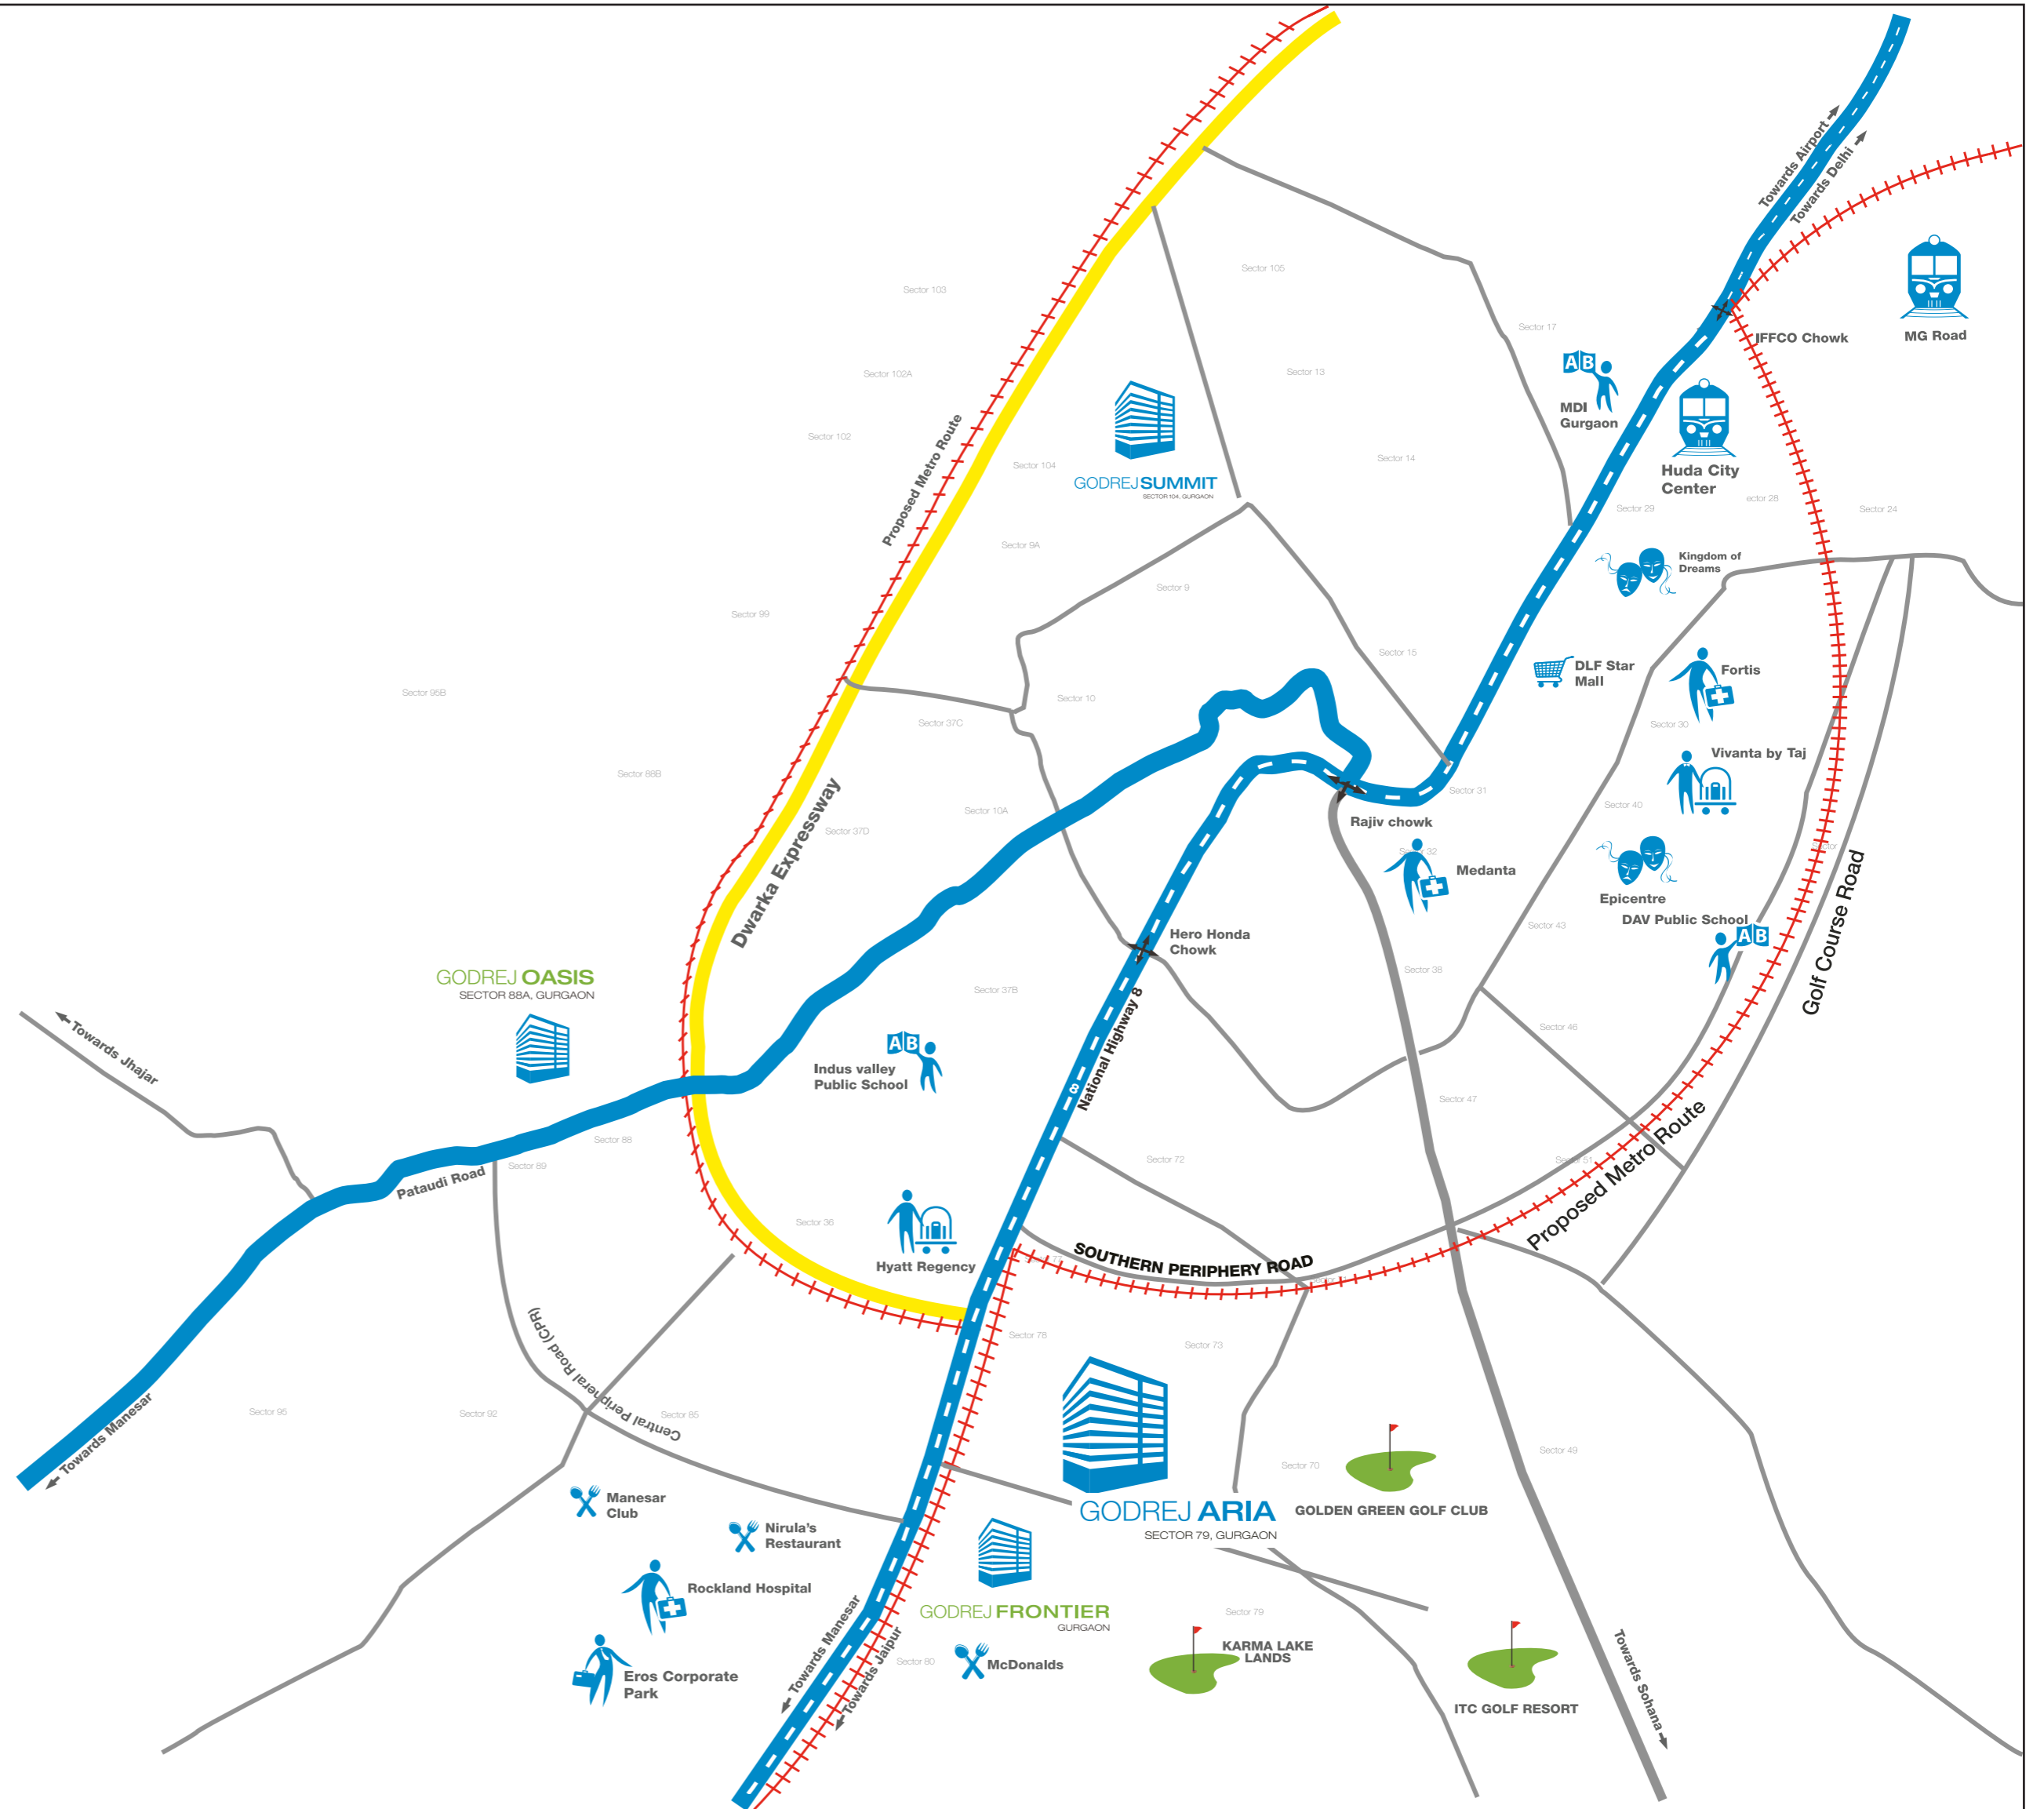 Towards Airport
Towards Delhi
Sector 105
Sector 103
Sector 17
IFFCO Chowk
MG Road
Sector 102A
Sector 13
AB
MDI
Gurgaon
Proposed Metro Route
Sector 102
Sector 104
GODREJ SUMMIT
SECTOR 104, GURGAON
Sector 14
Huda City
Center
ector 28
Sector 29
Sector 24
Sector 9A
Kingdom of
Dreams
Sector 9
Sector 99
Sector 15
DLF Star
Mall
Fortis
Sector 95B
Sector 10
Sector 37C
Sector 30
Vivanta by Taj
Sector 88B
Sector 31
Sector 40
Sector 10A
Rajiv chowk
Sector 37D
Dwarka Expressway
32
Sector
Medanta
Epicentre
DAV Public School
AB
Golf Course Road
Sector 43
Hero Honda
Chowk
GODREJ OASIS
SECTOR 88A, GURGAON
Sector 38
Sector 37B
National Highway 8
8
Towards Jhajar
AB
Indus valley
Public School
Sector 46
Sector 47
Sector 88
Sector 89
Pataudi Road
Sector 72
51
Proposed Metro Route
Sector 36
Hyatt Regency
SOUTHERN PERIPHERY ROAD
77
Sector 78
Sector 73
Central Peripheral Road (CPR)
Sector 95
Sector 92
Sector 85
Towards Manesar
Sector 49
Sector 70
GOLDEN GREEN GOLF CLUB
GODREJ ARIA
SECTOR 79, GURGAON
Manesar
Club
Nirula's
Restaurant
Rockland Hospital
GODREJ FRONTIER
GURGAON
Sector 79
Towards Manesar
Towards Jaipur
Sector 80
McDonalds
KARMA LAKE
LANDS
Eros Corporate
Park
ITC GOLF RESORT
Towards Sohana